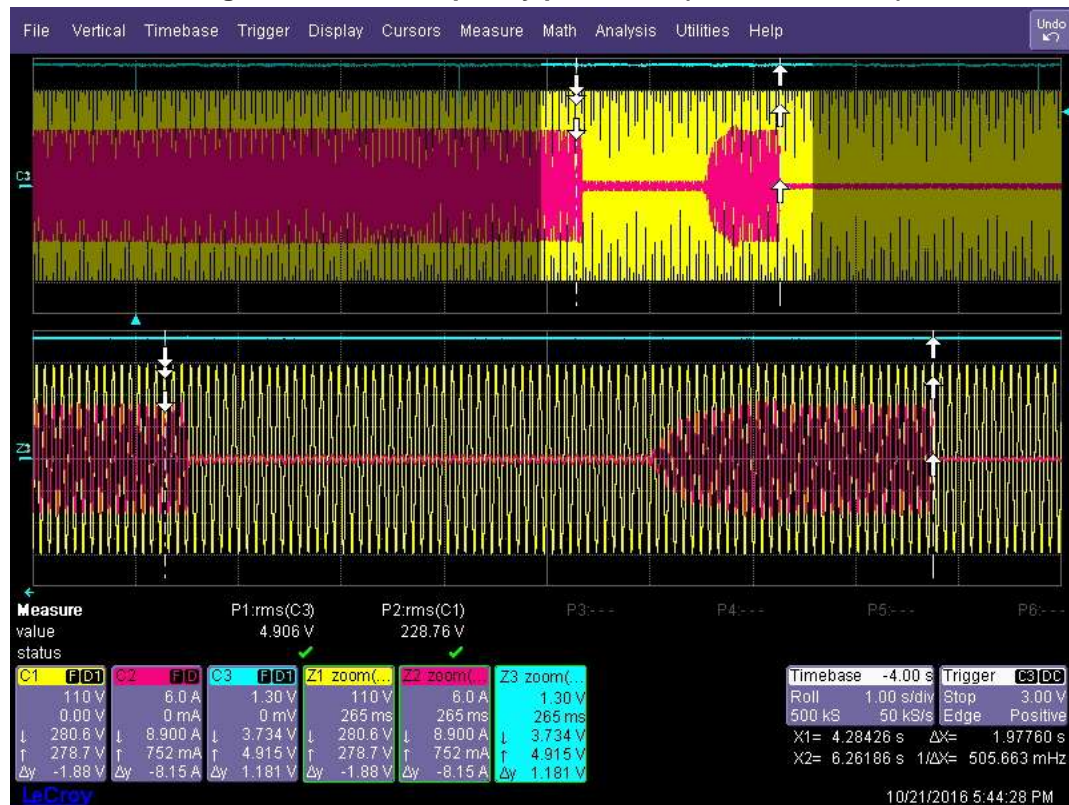 File Vertical Timebase Trigger Display Cursors Measure Math Analysis Utilities Help Undo
C3
Z3
Measure P1:rms(C3) P2:rms(C1) P3:--- P4:--- P5:--- P6:---
value 4.906 V 228.76 V
status
C1 F D1 C2 F D C3 F D1 Z1 zoom(... Z2 zoom(... Z3 zoom(... Timebase -4.00 s Trigger C3 DC
110 V 6.0 A 1.30 V 110 V 6.0 A 1.30 V Roll 1.00 s/div Stop 3.00 V
0.00 V 0 mA 0 mV 265 ms 265 ms 265 ms 500 kS 50 kS/s Edge Positive
↓ 280.6 V ↓ 8.900 A ↓ 3.734 V ↓ 280.6 V ↓ 8.900 A ↓ 3.734 V X1= 4.28426 s ΔX= 1.97760 s
↑ 278.7 V ↑ 752 mA ↑ 4.915 V ↑ 278.7 V ↑ 752 mA ↑ 4.915 V X2= 6.26186 s 1/ΔX= 505.663 mHz
Δy -1.88 V Δy -8.15 A Δy 1.181 V Δy -1.88 V Δy -8.15 A Δy 1.181 V
LeCroy 10/21/2016 5:44:28 PM